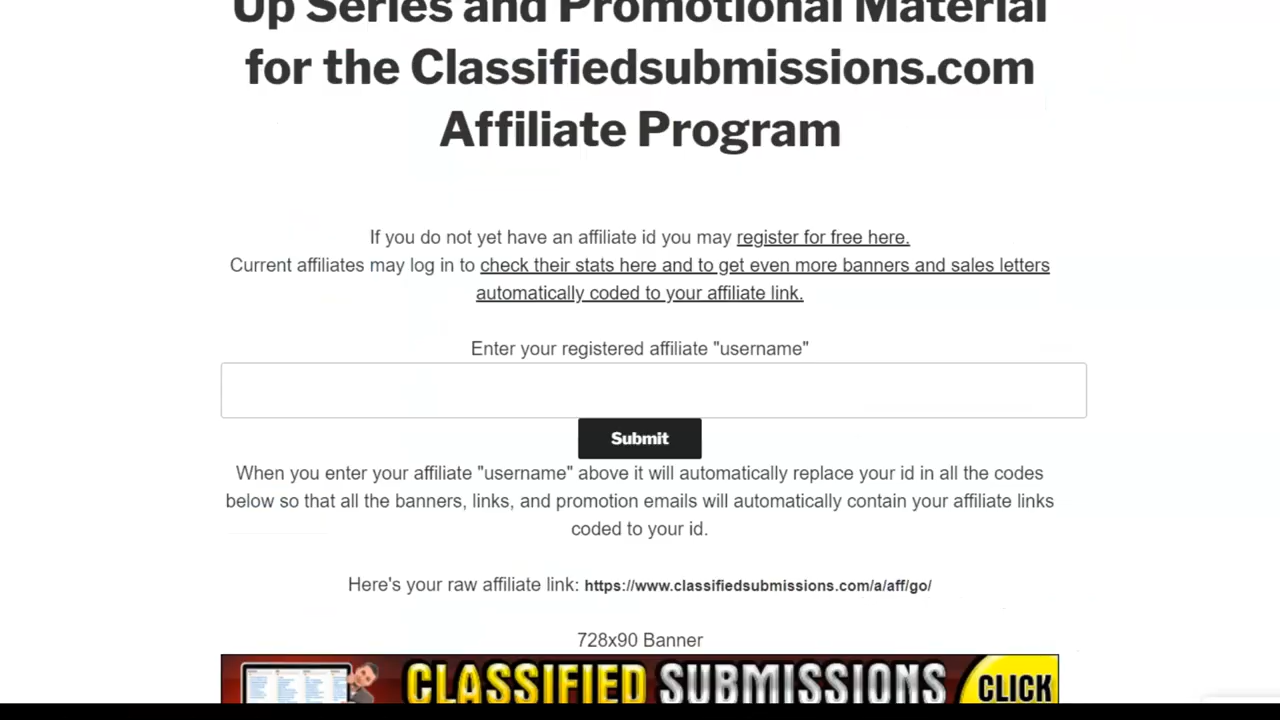 Up Series and Promotional Material
for the Classifiedsubmissions.com
Affiliate Program
If you do not yet have an affiliate id you may register for free here.
Current affiliates may log in to check their stats here and to get even more banners and sales letters
automatically coded to your affiliate link.
Enter your registered affiliate "username"
Submit
When you enter your affiliate "username" above it will automatically replace your id in all the codes
below so that all the banners, links, and promotion emails will automatically contain your affiliate links
coded to your id.
Here's your raw affiliate link: https://www.classifiedsubmissions.com/a/aff/go/
728x90 Banner
CLASSIFIED SUBMISSIONS CLICK